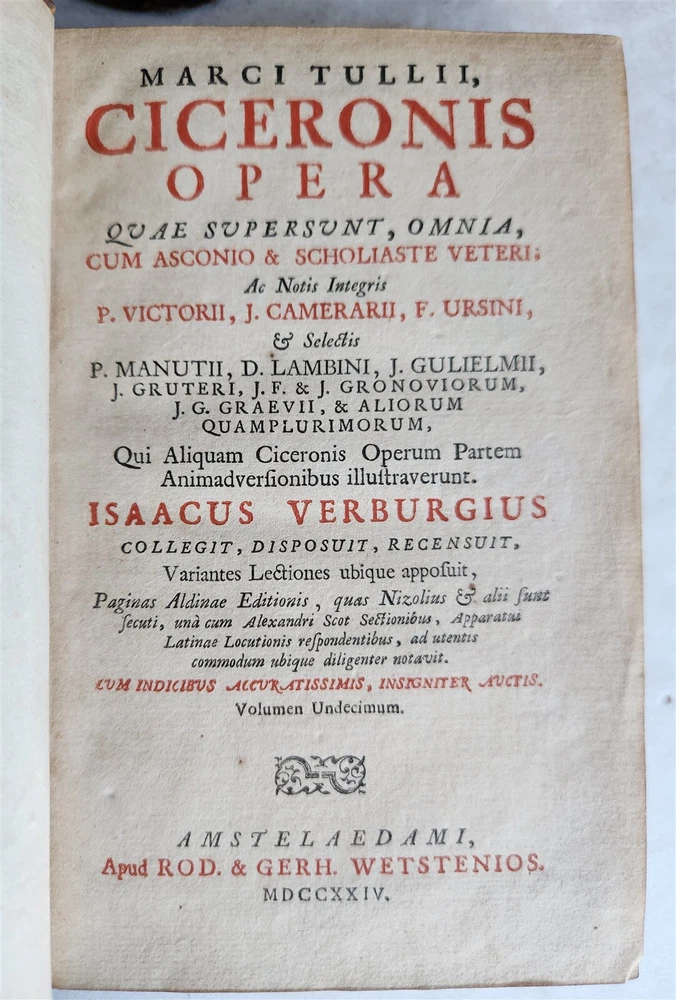 MARCI TULLII,
CICERONIS
OPERA
QVAE SVPERSVNT, OMNIA,
CUM ASCONIO & SCHOLIASTE VETERI;
Ac Notis Integris
P. VICTORII, J. CAMERARII, F. URSINI,
& Selectis
P. MANUTII, D. LAMBINI, J. GULIELMII,
J. GRUTERI, J. F. & J. GRONOVIORUM,
J. G. GRAEVII, & ALIORUM
QUAMPLURIMORUM,
Qui Aliquam Ciceronis Operum Partem
Animadverſionibus illuſtraverunt.
ISAACUS VERBURGIUS
COLLEGIT, DISPOSUIT, RECENSUIT,
Variantes Lectiones ubique appoſuit,
Paginas Aldinae Editionis, quas Nizolius & alii ſunt
ſecuti, unà cum Alexandri Scot Sectionibus, Apparatui
Latinae Locutionis reſpondentibus, ad utentis
commodum ubique diligenter notavit.
CUM INDICIBUS ACCVRATISSIMIS, INSIGNITER AUCTIS.
Volumen Undecimum.
AMSTELAEDAMI,
Apud ROD. & GERH. WETSTENIOS.
MDCCXXIV.